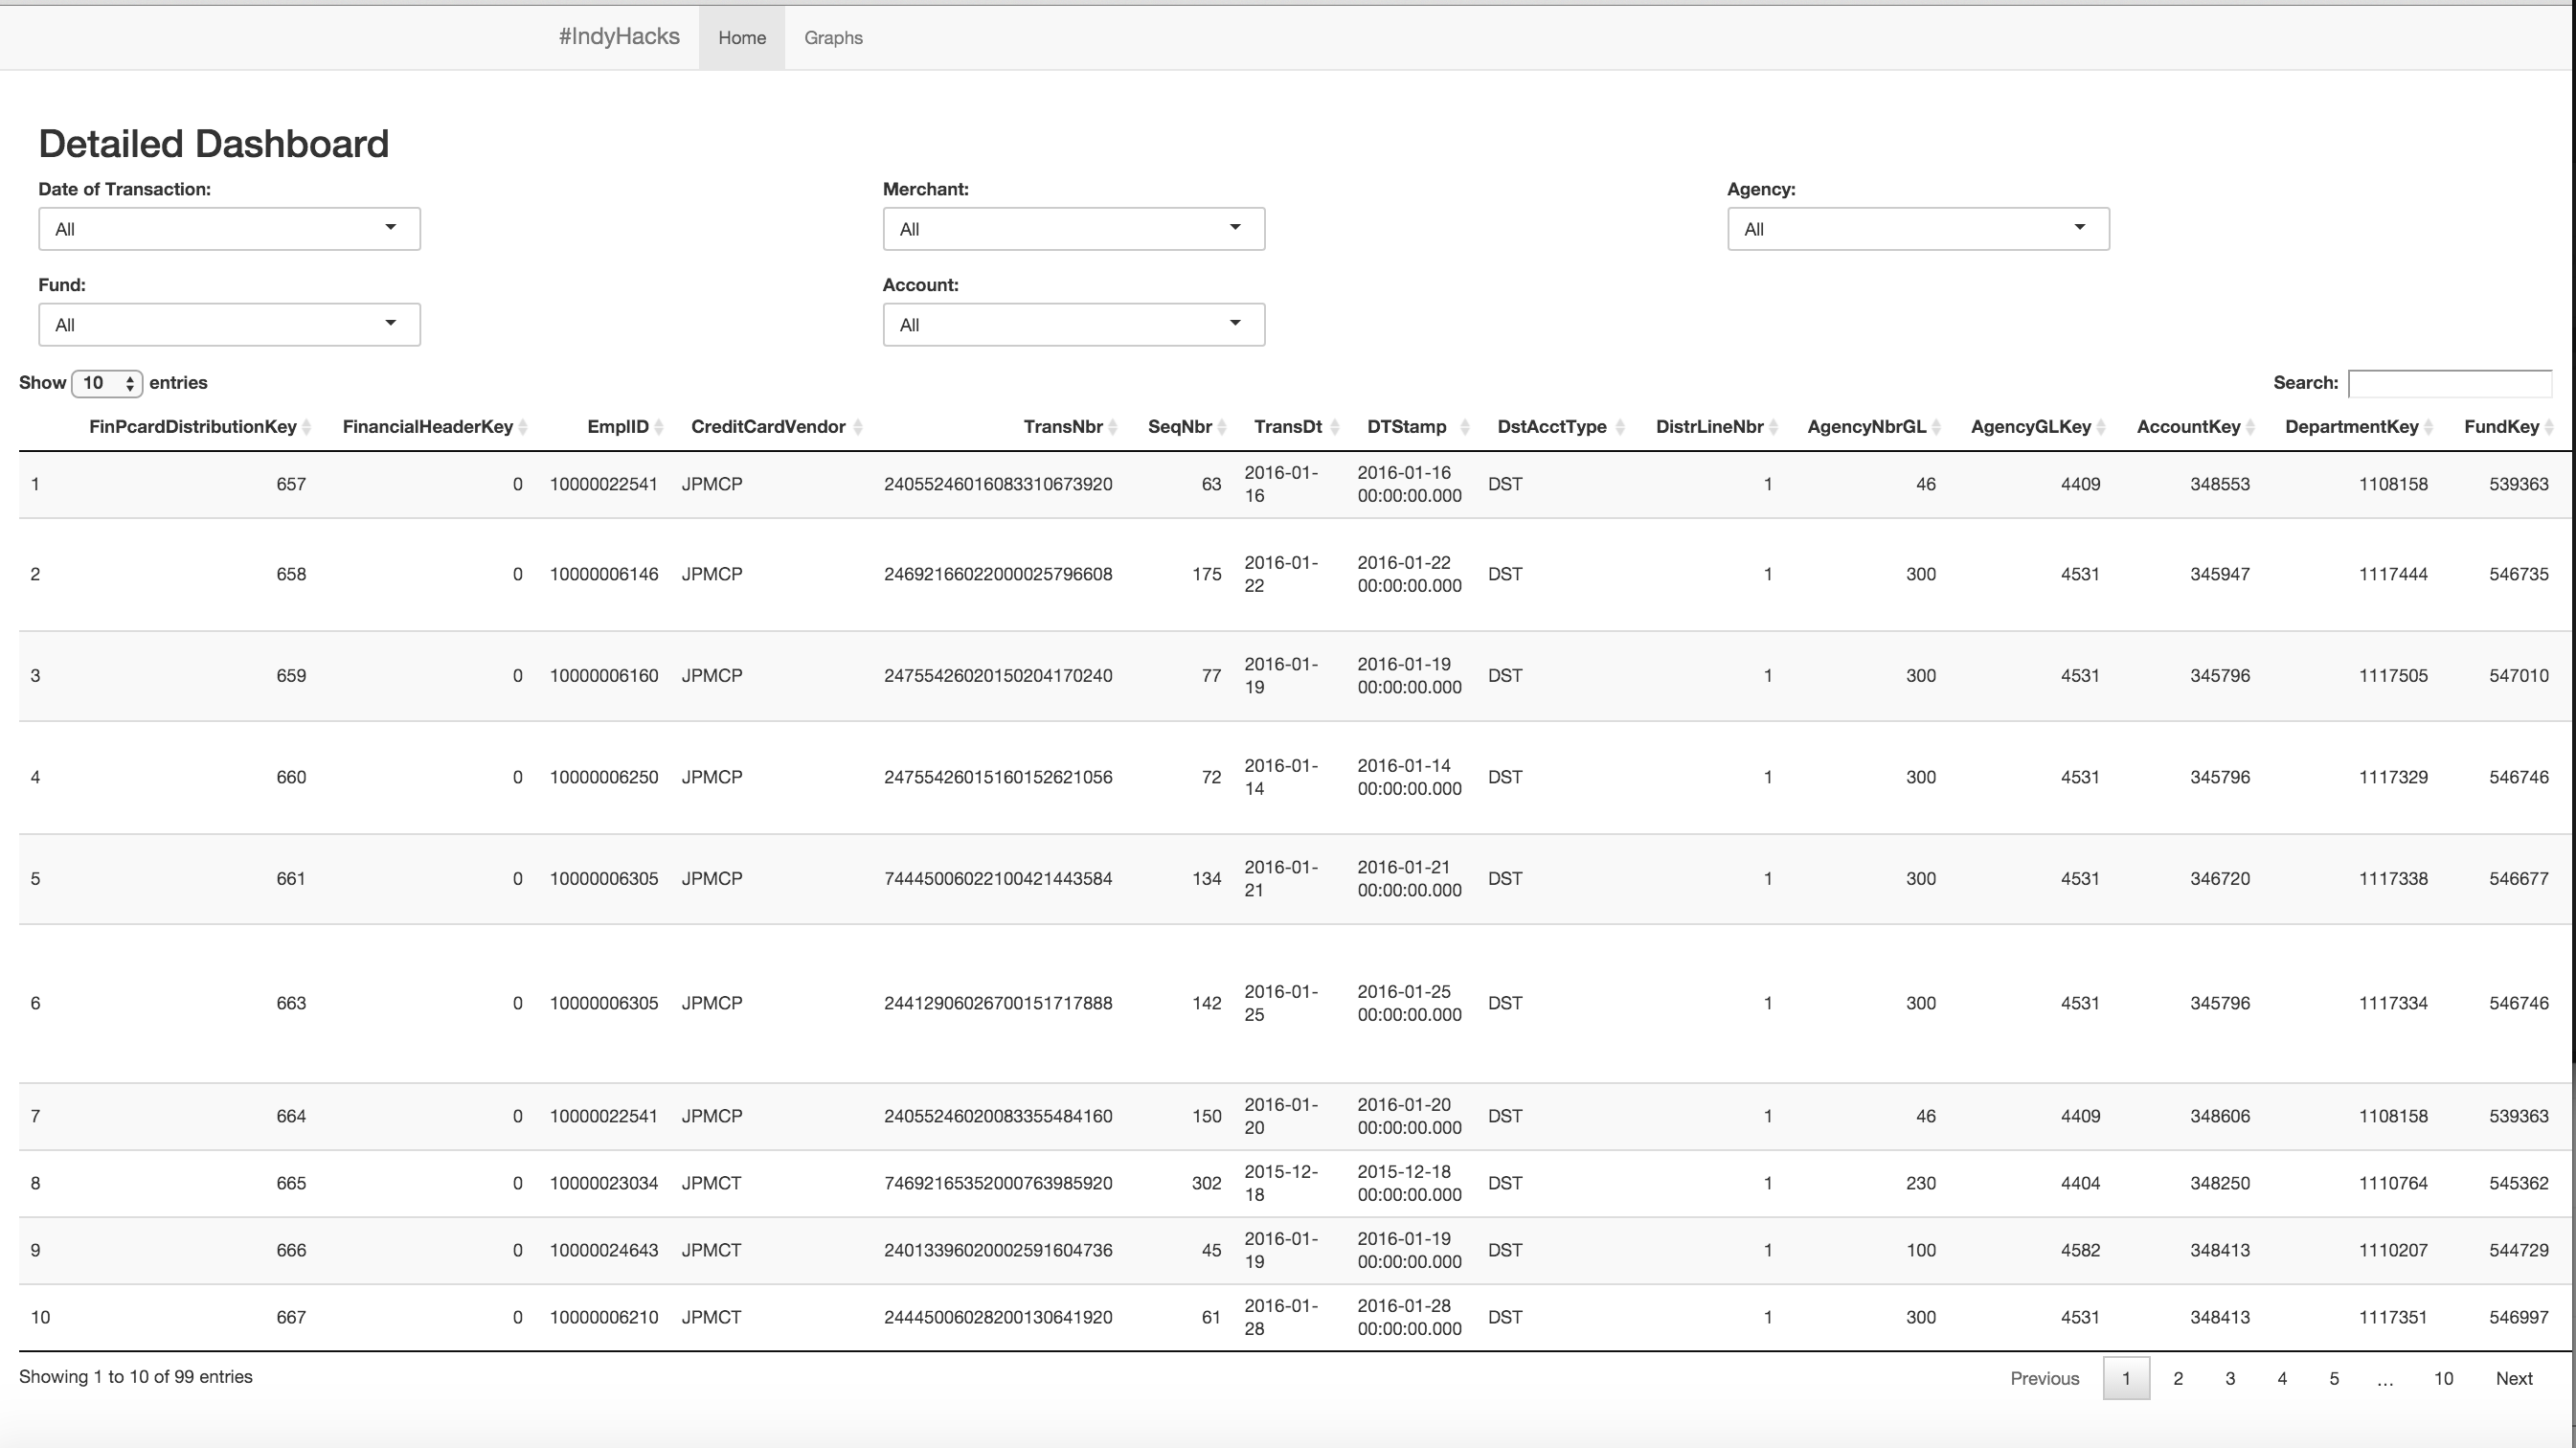 #IndyHacks Home Graphs
Detailed Dashboard
Date of Transaction: Merchant: Agency:
All All All
Fund: Account:
All All
Show 10 entries Search:
FinPcardDistributionKey FinancialHeaderKey EmplID CreditCardVendor TransNbr SeqNbr TransDt DTStamp DstAcctType DistrLineNbr AgencyNbrGL AgencyGLKey AccountKey DepartmentKey FundKey
1 657 0 10000022541 JPMCP 24055246016083310673920 63 2016-01-16 2016-01-16 00:00:00.000 DST 1 46 4409 348553 1108158 539363
2 658 0 10000006146 JPMCP 24692166022000025796608 175 2016-01-22 2016-01-22 00:00:00.000 DST 1 300 4531 345947 1117444 546735
3 659 0 10000006160 JPMCP 24755426020150204170240 77 2016-01-19 2016-01-19 00:00:00.000 DST 1 300 4531 345796 1117505 547010
4 660 0 10000006250 JPMCP 24755426015160152621056 72 2016-01-14 2016-01-14 00:00:00.000 DST 1 300 4531 345796 1117329 546746
5 661 0 10000006305 JPMCP 74445006022100421443584 134 2016-01-21 2016-01-21 00:00:00.000 DST 1 300 4531 346720 1117338 546677
6 663 0 10000006305 JPMCP 24412906026700151717888 142 2016-01-25 2016-01-25 00:00:00.000 DST 1 300 4531 345796 1117334 546746
7 664 0 10000022541 JPMCP 24055246020083355484160 150 2016-01-20 2016-01-20 00:00:00.000 DST 1 46 4409 348606 1108158 539363
8 665 0 10000023034 JPMCT 74692165352000763985920 302 2015-12-18 2015-12-18 00:00:00.000 DST 1 230 4404 348250 1110764 545362
9 666 0 10000024643 JPMCT 24013396020002591604736 45 2016-01-19 2016-01-19 00:00:00.000 DST 1 100 4582 348413 1110207 544729
10 667 0 10000006210 JPMCT 24445006028200130641920 61 2016-01-28 2016-01-28 00:00:00.000 DST 1 300 4531 348413 1117351 546997
Showing 1 to 10 of 99 entries Previous 1 2 3 4 5 … 10 Next